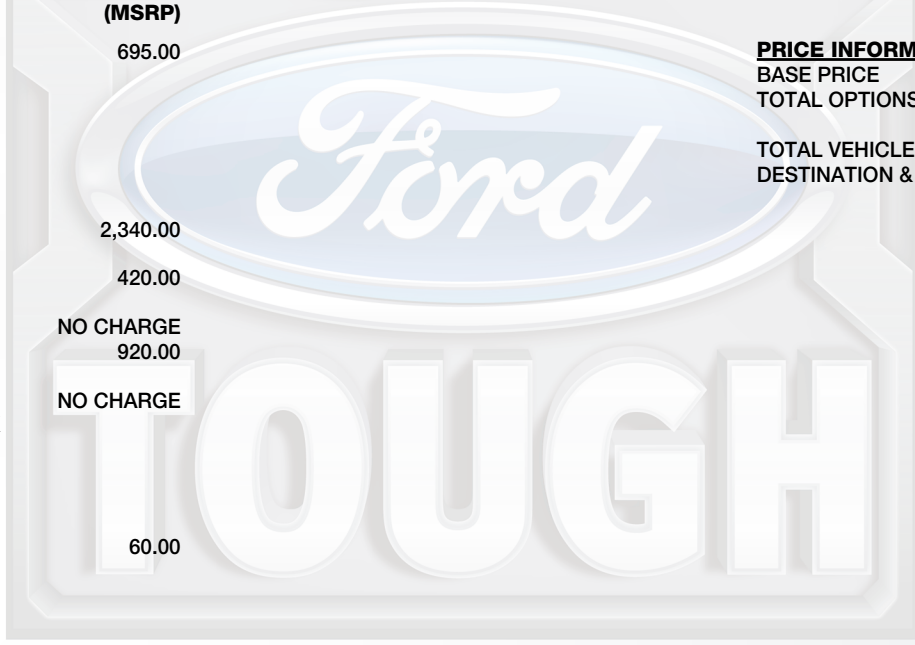 (MSRP)
695.00
2,340.00
420.00
NO CHARGE
920.00
NO CHARGE
60.00
PRICE INFORM
BASE PRICE
TOTAL OPTIONS
TOTAL VEHICLE
DESTINATION &
Ford
TOUGH